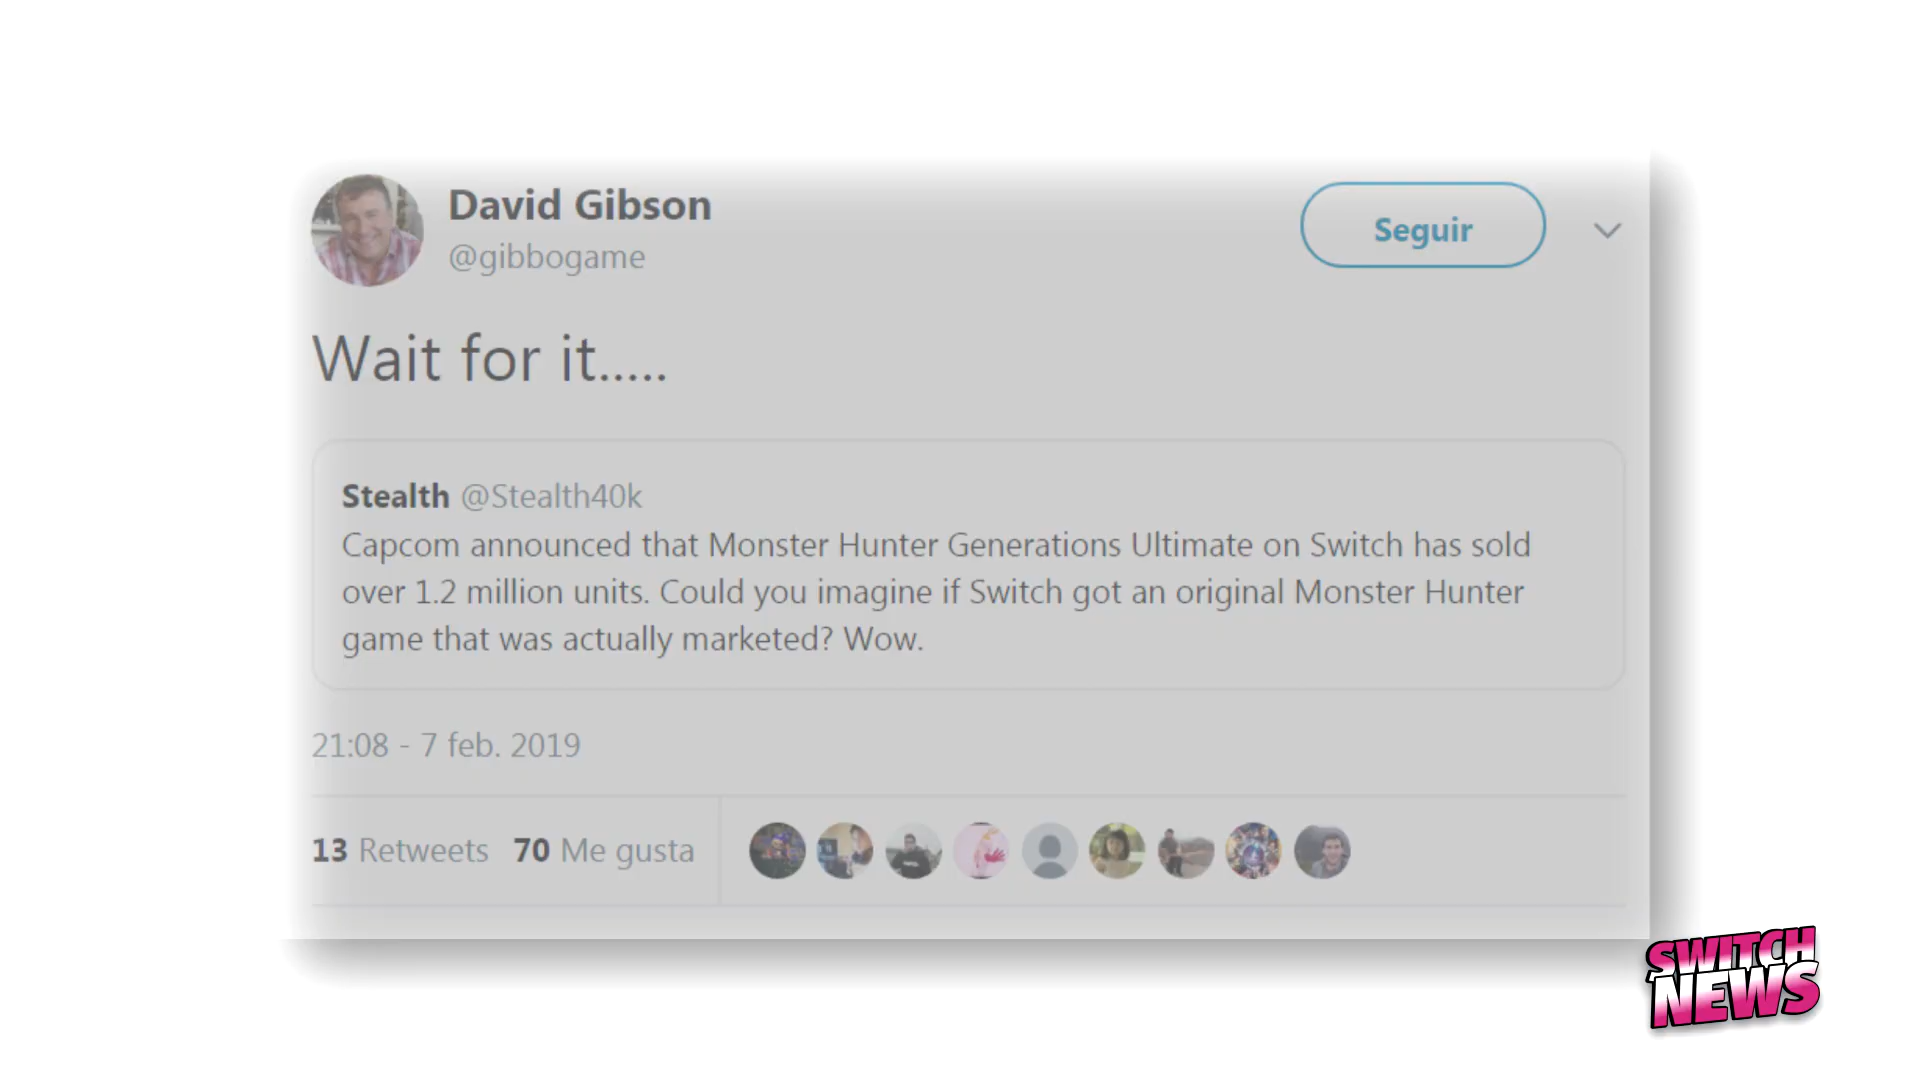 David Gibson
@gibbogame
Seguir
Wait for it.....
Stealth @Stealth40k
Capcom announced that Monster Hunter Generations Ultimate on Switch has sold
over 1.2 million units. Could you imagine if Switch got an original Monster Hunter
game that was actually marketed? Wow.
21:08 - 7 feb. 2019
13 Retweets 70 Me gusta
SWITCH
NEWS